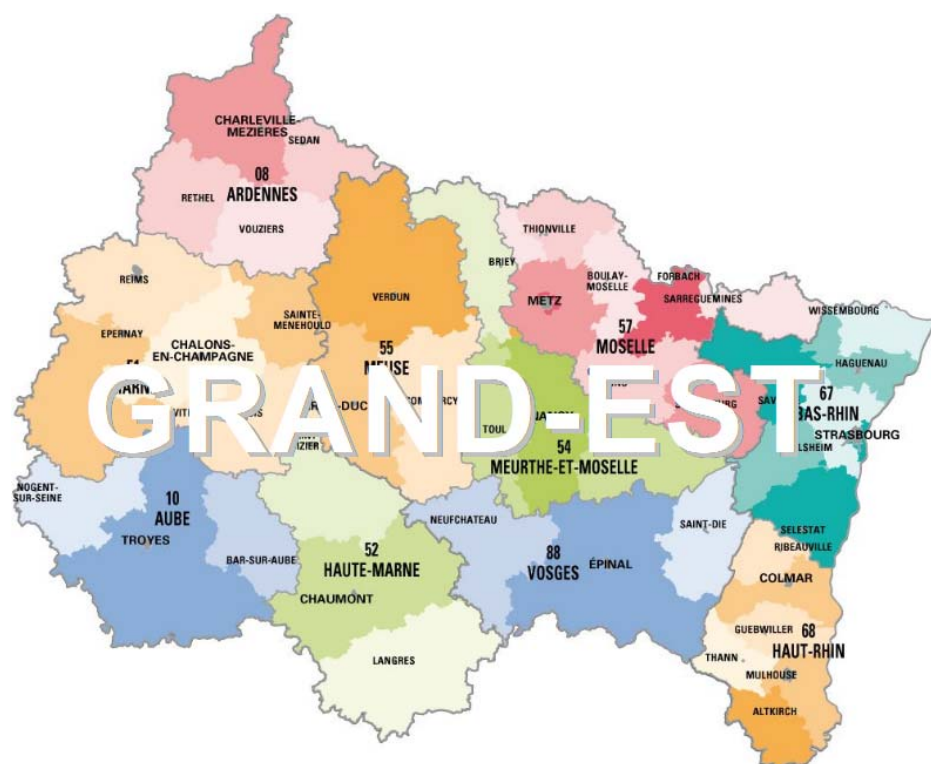 CHARLEVILLE-
MEZIÈRES
SEDAN
08
ARDENNES
RETHEL
VOUZIERS
THIONVILLE
BRIEY
BOULAY-
MOSELLE
FORBACH
SARREGUEMINES
METZ
57
MOSELLE
WISSEMBOURG
HAGUENAU
REIMS
VERDUN
EPERNAY
SAINTE-
MENEHOULD
CHALONS-
EN-CHAMPAGNE
55
MEUSE
67
BAS-RHIN
GRAND-EST
TOUL
STRASBOURG
54
MEURTHE-ET-MOSELLE
NOGENT-
SUR-SEINE
10
AUBE
TROYES
BAR-SUR-AUBE
NEUFCHATEAU
SAINT-DIE
SELESTAT
RIBEAUVILLE
52
HAUTE-MARNE
88
VOSGES
ÉPINAL
COLMAR
CHAUMONT
GUEBWILLER
68
HAUT-RHIN
LANGRES
THANN
MULHOUSE
ALTKIRCH